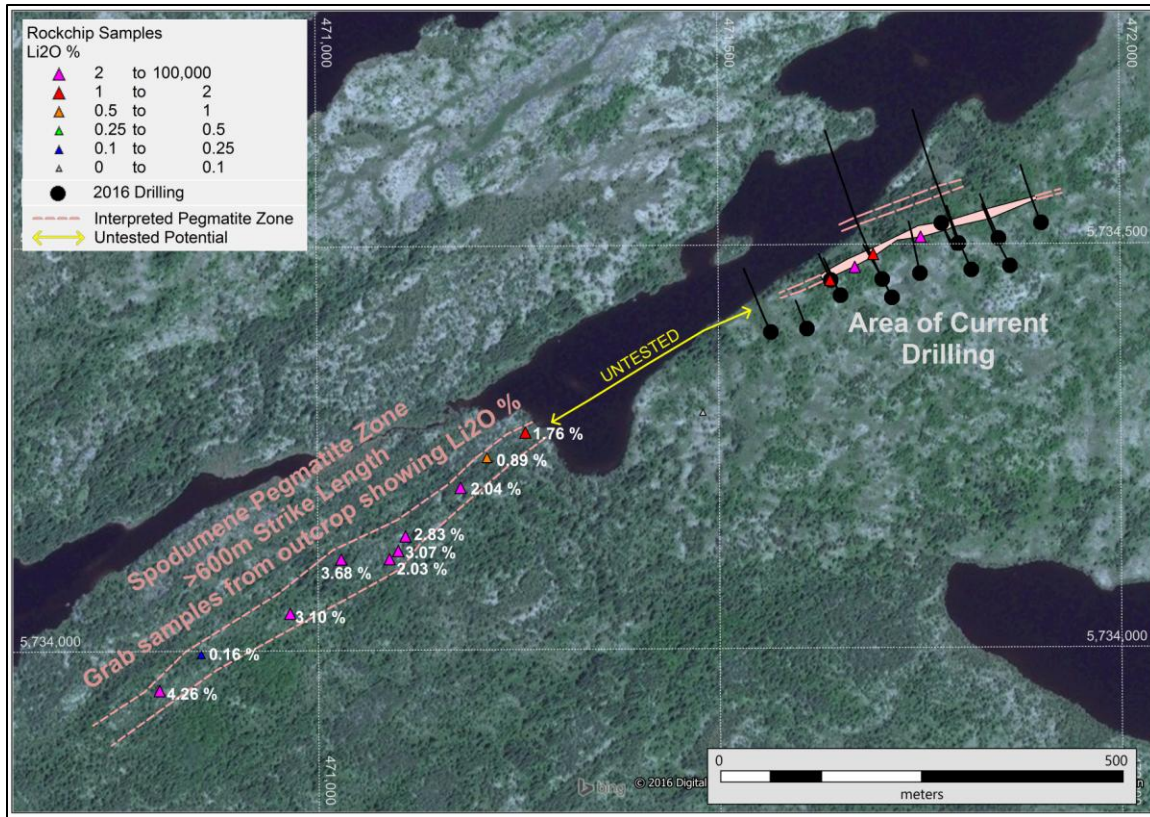 Rockchip Samples
Li2O %
2 to 100,000
1 to 2
0.5 to 1
0.25 to 0.5
0.1 to 0.25
0 to 0.1
2016 Drilling
Interpreted Pegmatite Zone
Untested Potential
471,000
471,500
472,000
5,734,500
Area of Current
Drilling
UNTESTED
Spodumene Pegmatite Zone
>600m Strike Length
Grab samples from outcrop showing Li2O %
1.76 %
0.89 %
2.04 %
2.83 %
3.07 %
2.03 %
3.68 %
3.10 %
0.16 %
4.26 %
5,734,000
5,734,000
471,000
bing
© 2016 Digital
0 500
meters